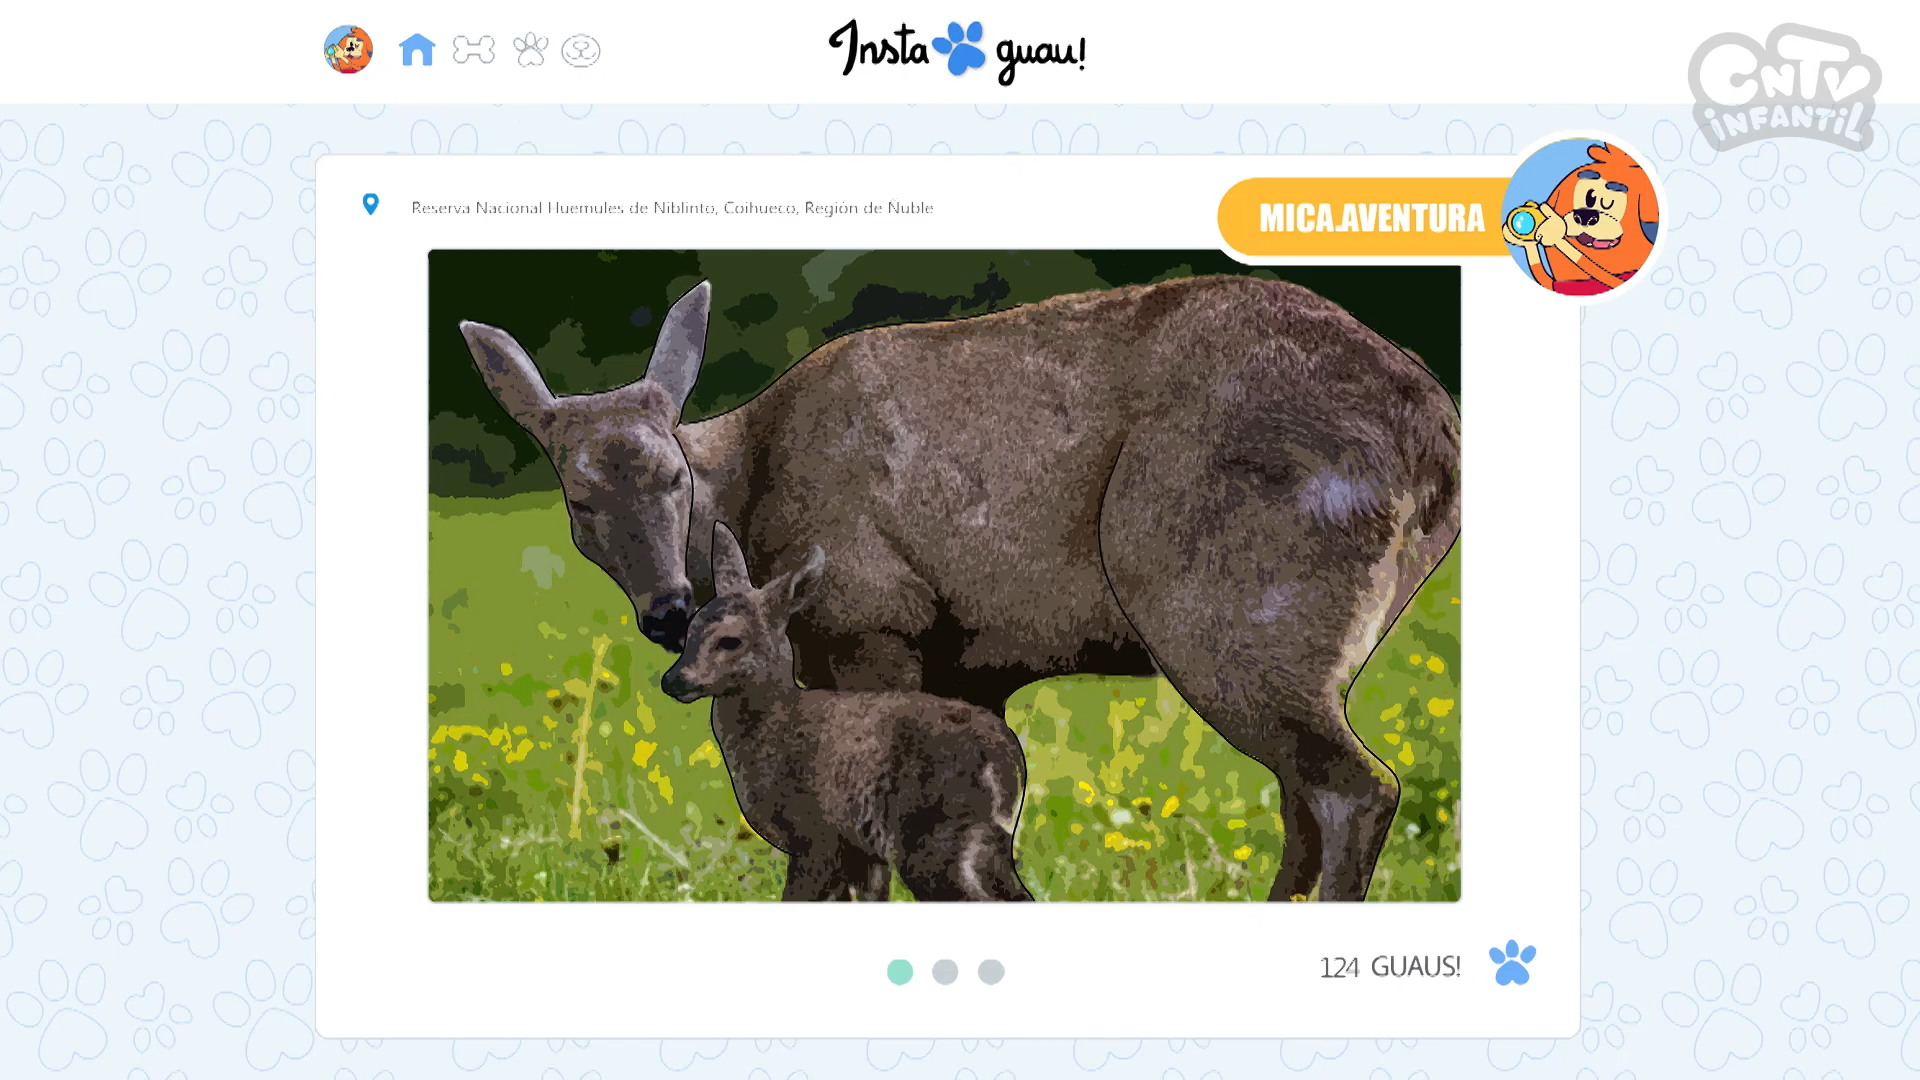 Insta guau!
CNTV
iNFANTiL
Reserva Nacional Huemules de Niblinto, Coihueco, Región de Ñuble
MICA.AVENTURA
124 GUAUS!